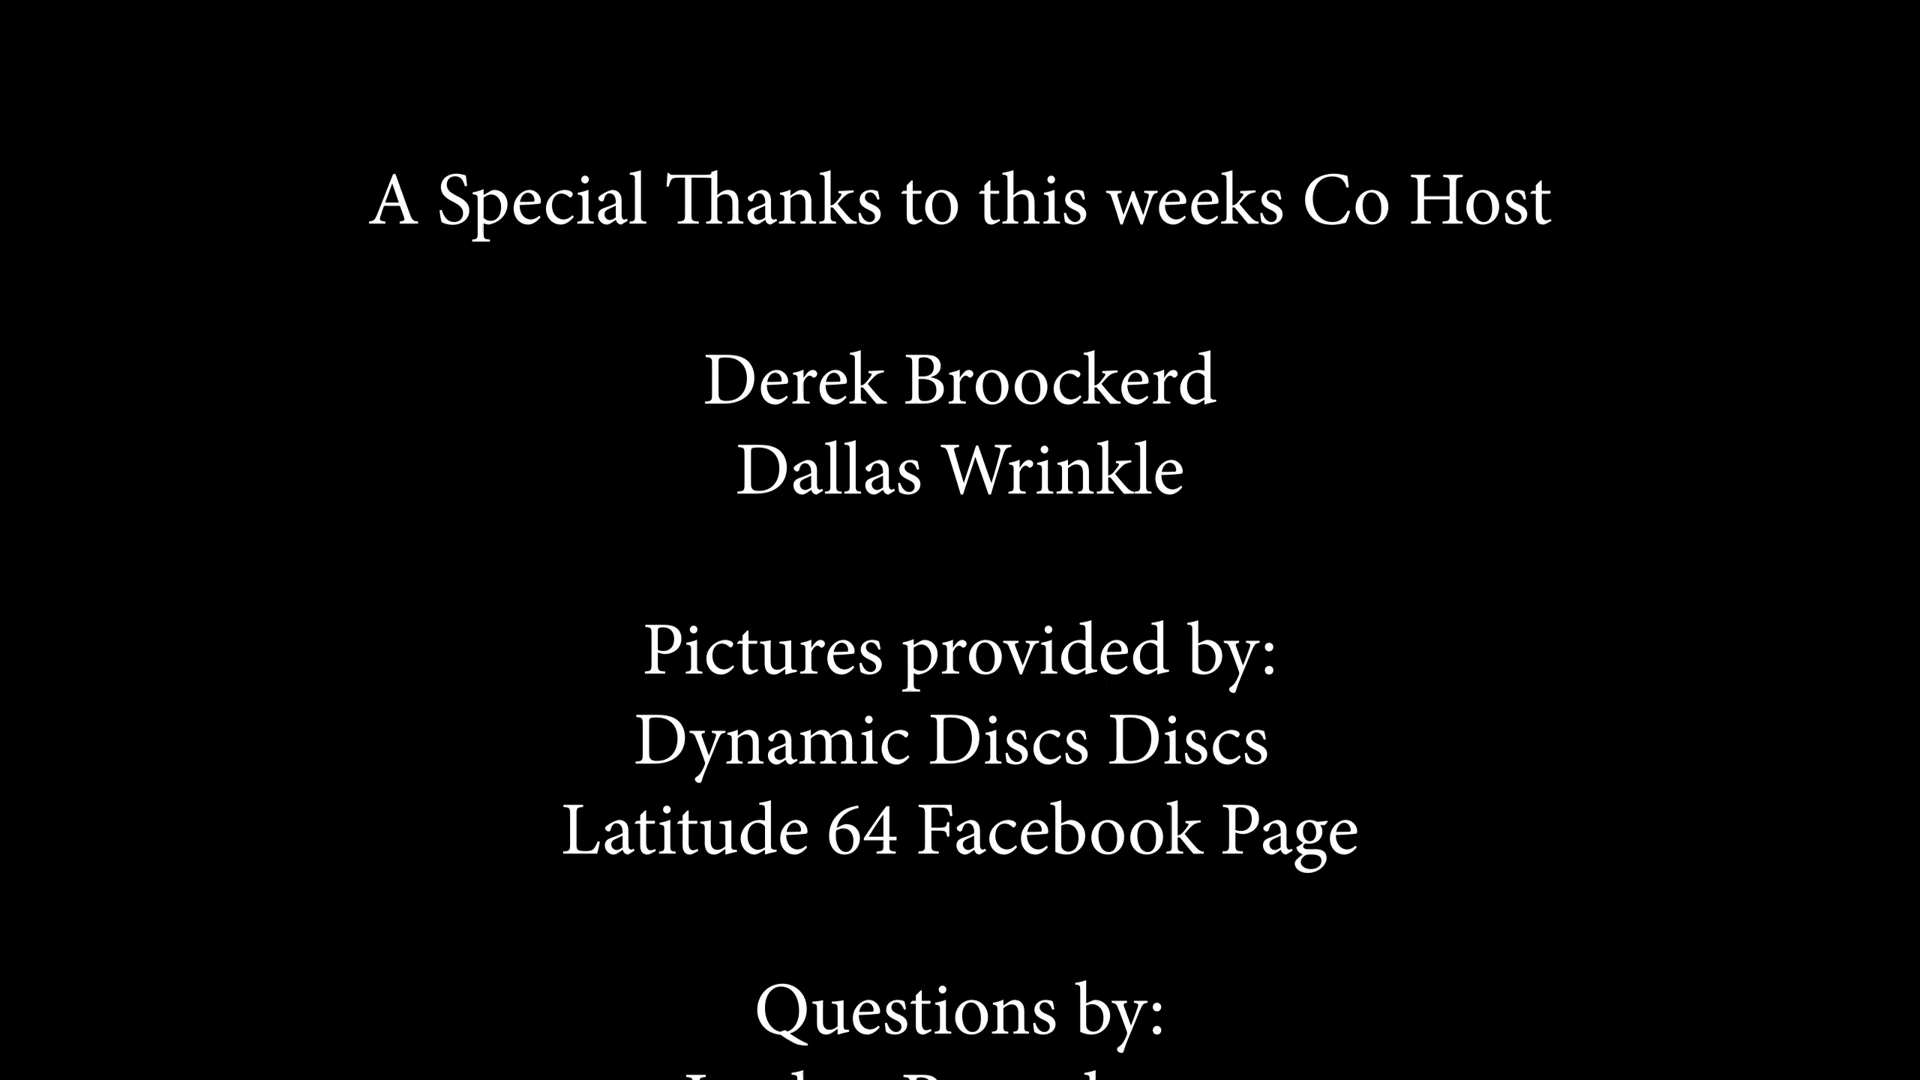 A Special Thanks to this weeks Co Host
Derek Broockerd
Dallas Wrinkle
Pictures provided by:
Dynamic Discs Discs
Latitude 64 Facebook Page
Questions by: